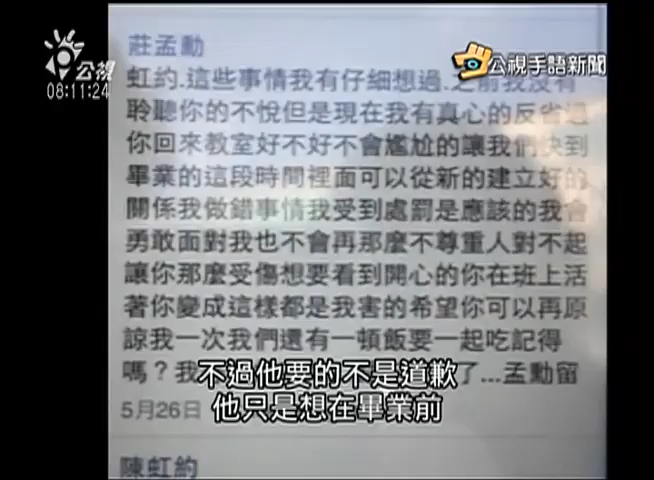 公視
08:11:24
公視手語新聞
莊孟勳
虹約.這些事情我有仔細想過.之前我沒有
聆聽你的不悅但是現在我有真心的反省過
你回來教室好不好不會尷尬的讓我們快到
畢業的這段時間裡面可以從新的建立好的
關係我做錯事情我受到處罰是應該的我會
勇敢面對我也不會再那麼不尊重人對不起
讓你那麼受傷想要看到開心的你在班上活
著你變成這樣都是我害的希望你可以再原
諒我一次我們還有一頓飯要一起吃記得
嗎？我
了...孟勳留
不過他要的不是道歉
5月26日
他只是想在畢業前
陳虹約